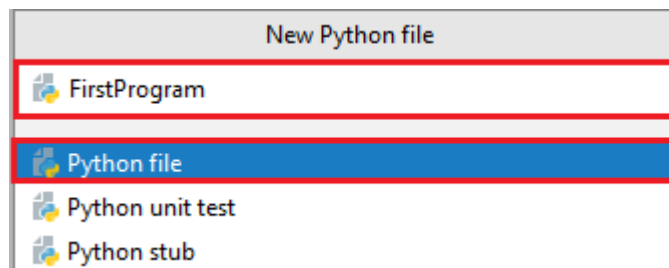 New Python file
FirstProgram
Python file
Python unit test
Python stub